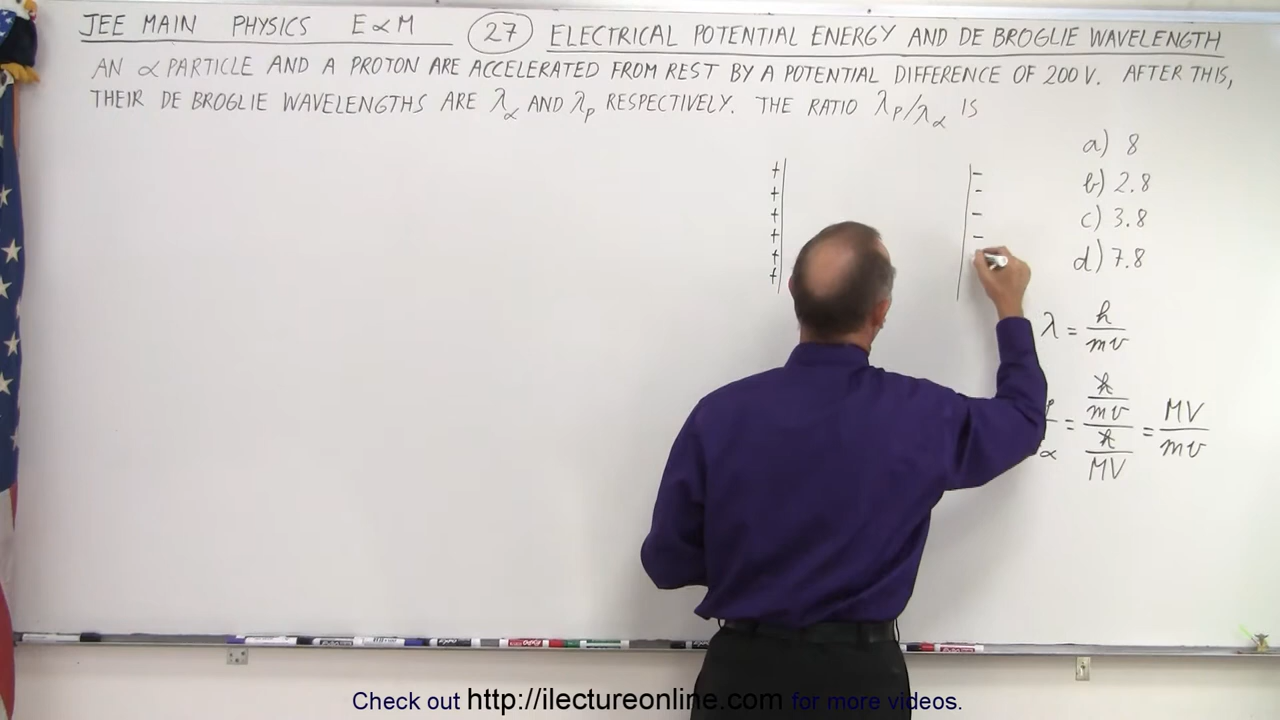 JEE MAIN PHYSICS E & M 27 ELECTRICAL POTENTIAL ENERGY AND DE BROGLIE WAVELENGTH
AN α PARTICLE AND A PROTON ARE ACCELERATED FROM REST BY A POTENTIAL DIFFERENCE OF 200 V. AFTER THIS,
THEIR DE BROGLIE WAVELENGTHS ARE λα AND λp RESPECTIVELY. THE RATIO λp/λα IS
a) 8
b) 2.8
c) 3.8
d) 7.8
+ + + + + +
- - - -
λ = h/mv
= (h/mv)/(h/MV) = MV/mv
α
Check out http://ilectureonline.com for more videos.